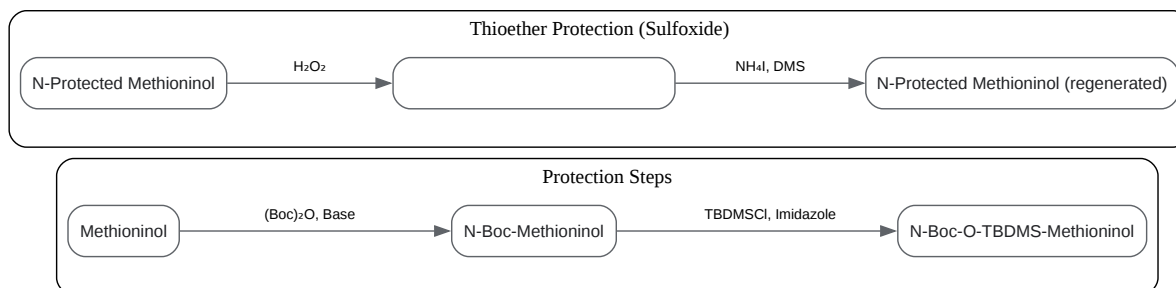 Thioether Protection (Sulfoxide)
N-Protected Methioninol
H₂O₂
NH₄I, DMS
N-Protected Methioninol (regenerated)
Protection Steps
Methioninol
(Boc)₂O, Base
N-Boc-Methioninol
TBDMSCl, Imidazole
N-Boc-O-TBDMS-Methioninol